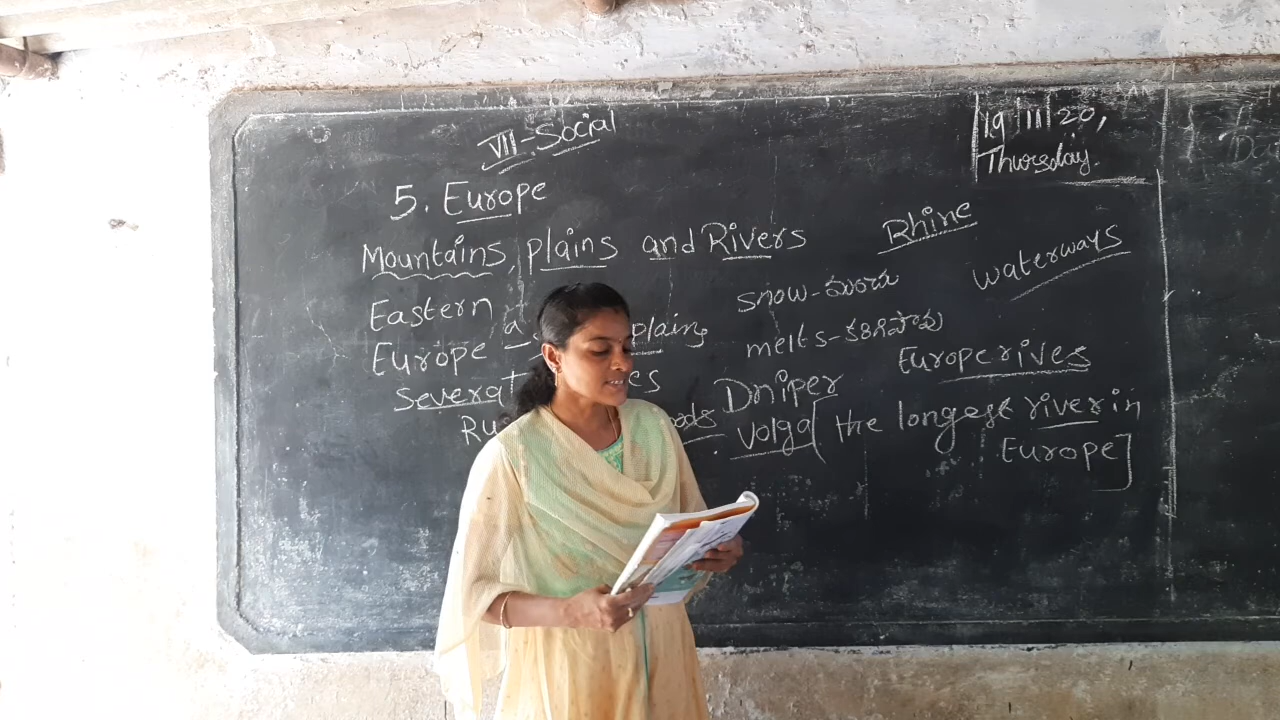 VII-Social
19/11/20,
Thursday.
5. Europe
Mountains, plains and Rivers
Rhine
waterways
Eastern
snow-మంచు
Europe a plains
melts-కరిగిపోవు
Europe rives
Several es
Dniper
Volga [the longest river in
Europe]